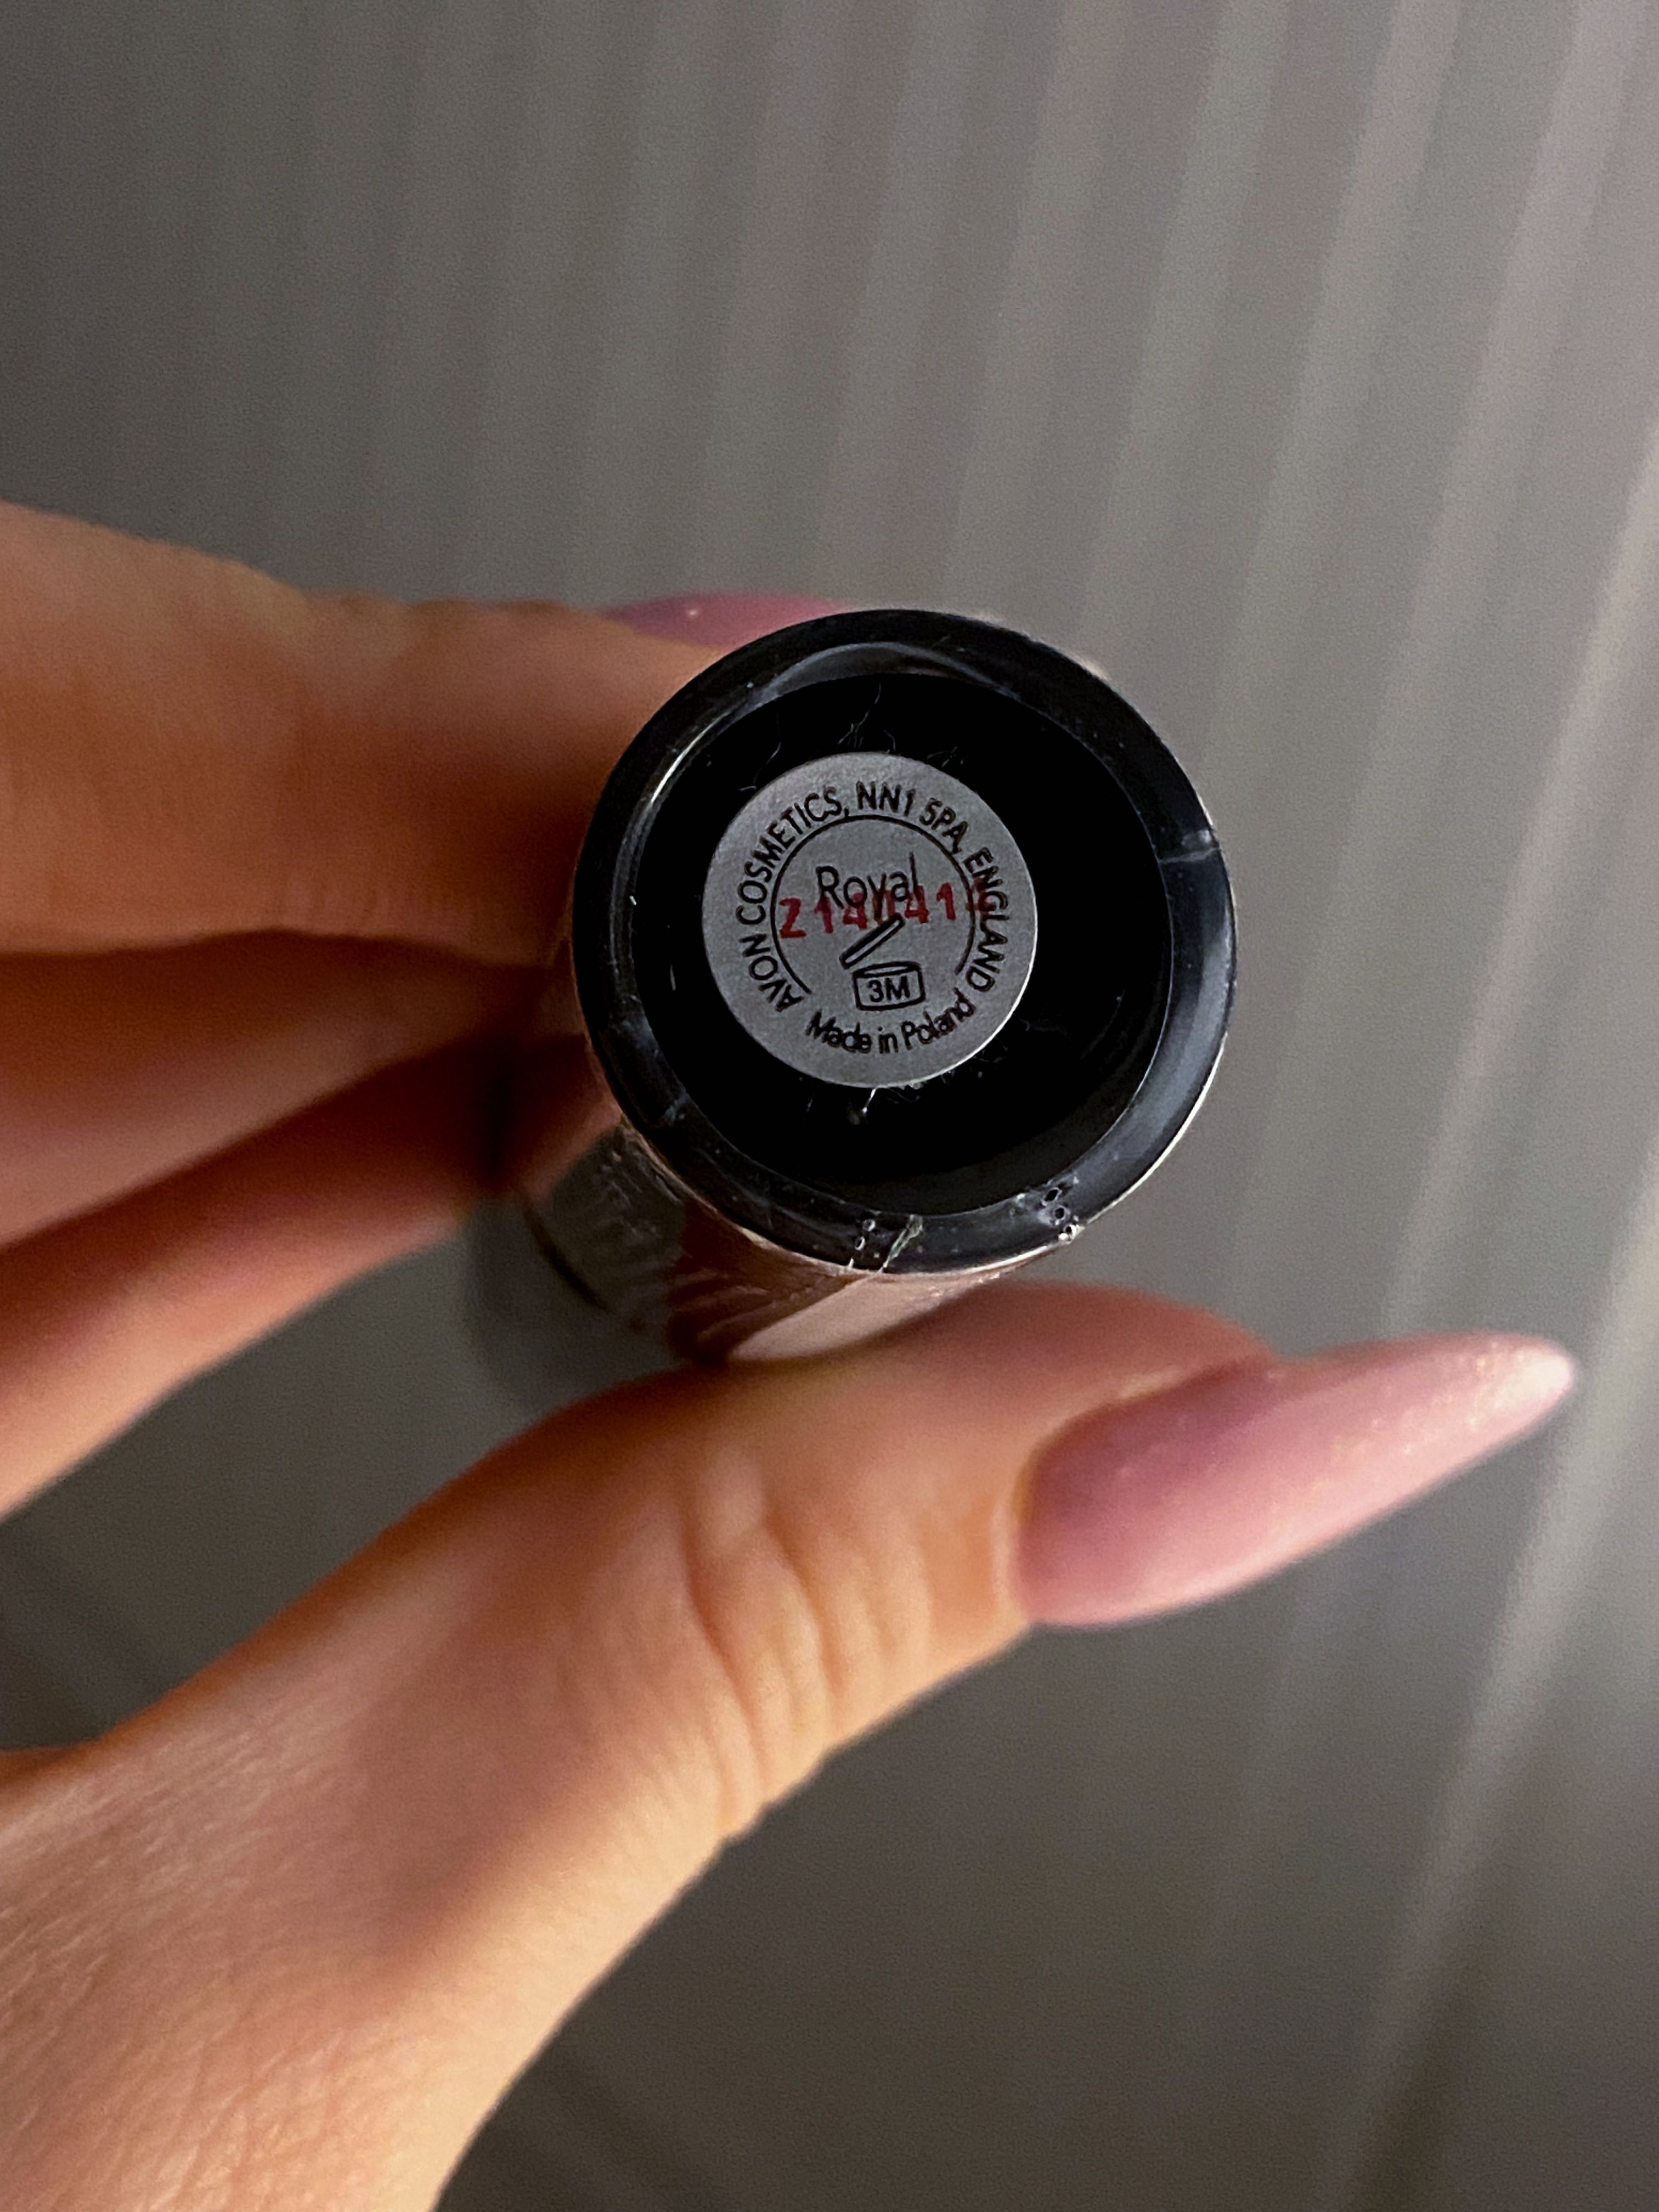 AVON COSMETICS, NN1 5PA, ENGLAND
Royal
3M
Made in Poland